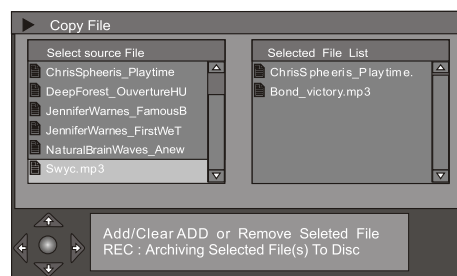 Copy File
Select source File
ChrisSpheeris_Playtime
DeepForest_OuvertureHU
JenniferWarnes_FamousB
JenniferWarnes_FirstWeT
NaturalBrainWaves_Anew
Swyc.mp3
Selected File List
ChrisSpheeris_Playtime.
Bond_victory.mp3
Add/Clear ADD or Remove Seleted File
REC : Archiving Selected File(s) To Disc